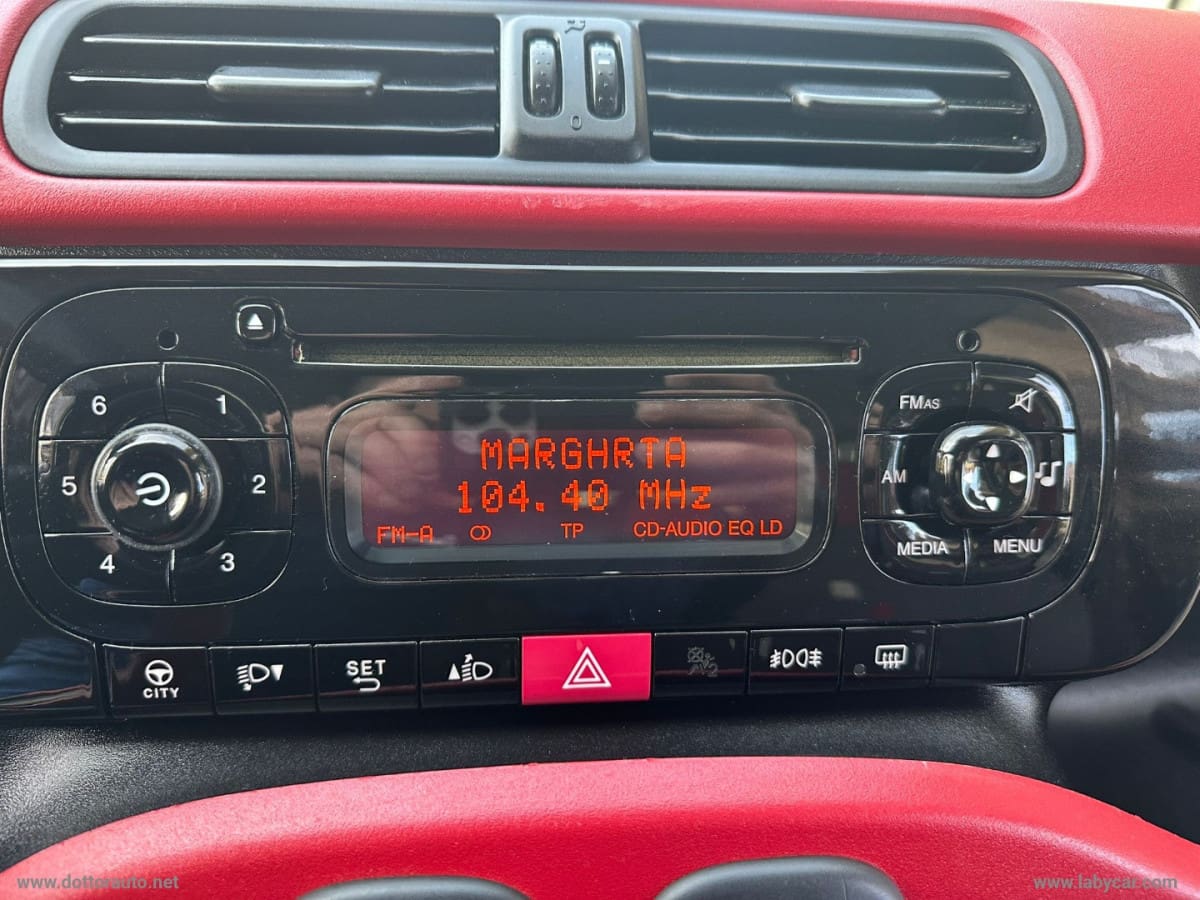 0
6 1
5 2
4 3
MARGHRTA
104.40 MHz
FM-A TP CD-AUDIO EQ LD
FMAS
AM
MEDIA MENU
CITY
SET
www.dottorauto.net
www.labycar.com